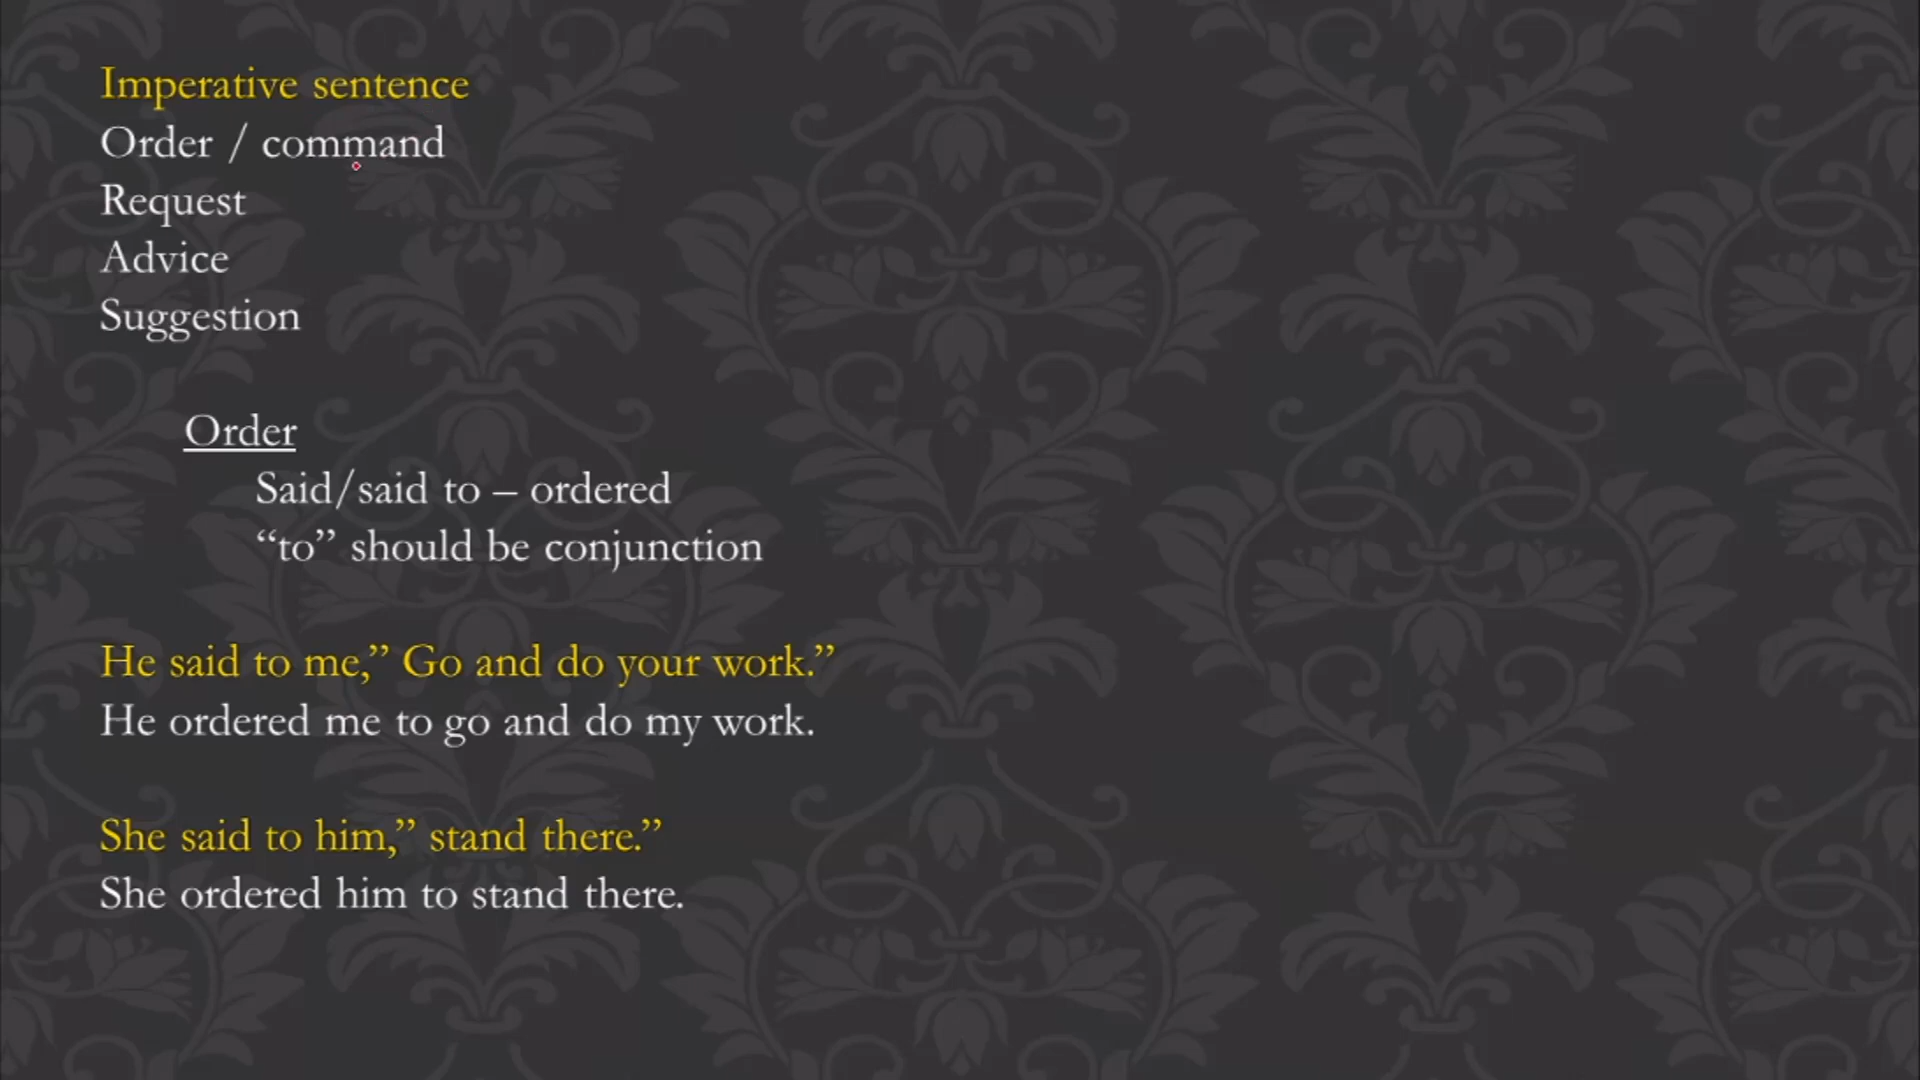 Imperative sentence
Order / command
Request
Advice
Suggestion
Order
Said/said to – ordered
“to” should be conjunction
He said to me,” Go and do your work.”
He ordered me to go and do my work.
She said to him,” stand there.”
She ordered him to stand there.